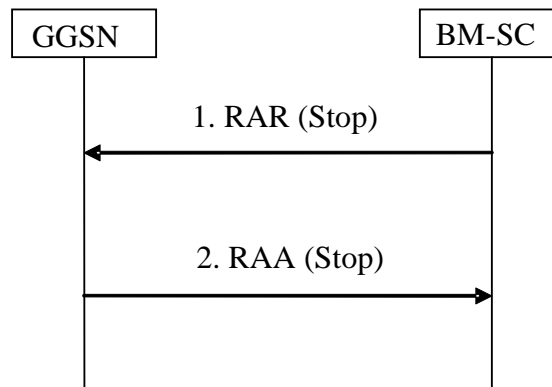 GGSN
BM-SC
1. RAR (Stop)
2. RAA (Stop)